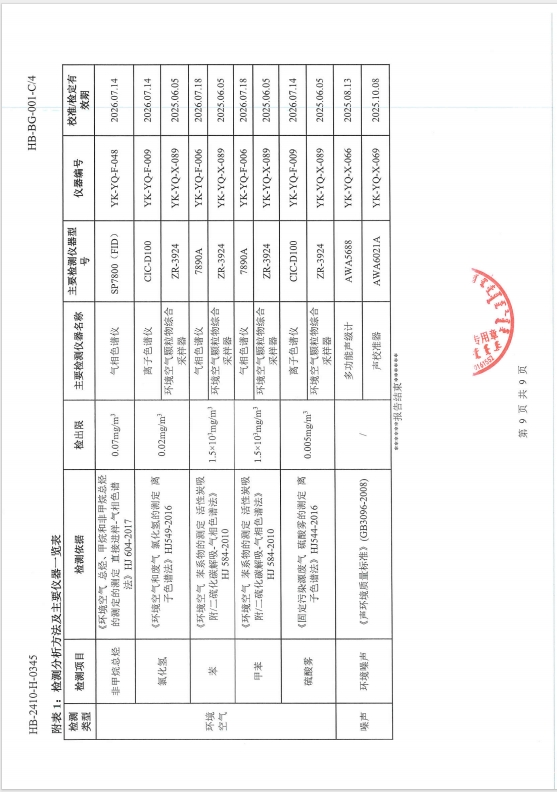 HB-2410-H-0345
HB-BG-001-C/4
附表 1：检测分析方法及主要仪器一览表
检测类型 检测项目 检测依据 检出限 主要检测仪器名称 主要检测仪器型号 仪器编号 校准/检定有效期
环境空气
非甲烷总烃
《环境空气 总烃、甲烷和非甲烷总烃
的测定的测定 直接进样-气相色谱
法》HJ 604-2017
0.07mg/m³
气相色谱仪 SP7800（FID） YK-YQ-F-048 2026.07.14
氯化氢
《环境空气和废气 氯化氢的测定 离
子色谱法》HJ549-2016
0.02mg/m³
离子色谱仪 CIC-D100 YK-YQ-F-009 2026.07.14
环境空气颗粒物综合采样器 ZR-3924 YK-YQ-X-089 2025.06.05
苯
《环境空气 苯系物的测定 活性炭吸
附/二硫化碳解吸-气相色谱法》
HJ 584-2010
1.5×10³mg/m³
气相色谱仪 7890A YK-YQ-F-006 2026.07.18
环境空气颗粒物综合采样器 ZR-3924 YK-YQ-X-089 2025.06.05
甲苯
《环境空气 苯系物的测定 活性炭吸
附/二硫化碳解吸-气相色谱法》
HJ 584-2010
1.5×10³mg/m³
气相色谱仪 7890A YK-YQ-F-006 2026.07.18
环境空气颗粒物综合采样器 ZR-3924 YK-YQ-X-089 2025.06.05
硫酸雾
《固定污染源废气 硫酸雾的测定 离
子色谱法》HJ544-2016
0.005mg/m³
离子色谱仪 CIC-D100 YK-YQ-F-009 2026.07.14
环境空气颗粒物综合采样器 ZR-3924 YK-YQ-X-089 2025.06.05
噪声
环境噪声
《声环境质量标准》(GB3096-2008)
/
多功能声级计 AWA5688 YK-YQ-X-066 2025.08.13
声校准器 AWA6021A YK-YQ-X-069 2025.10.08
******报告结束******
专用章
第 9 页 共 9 页